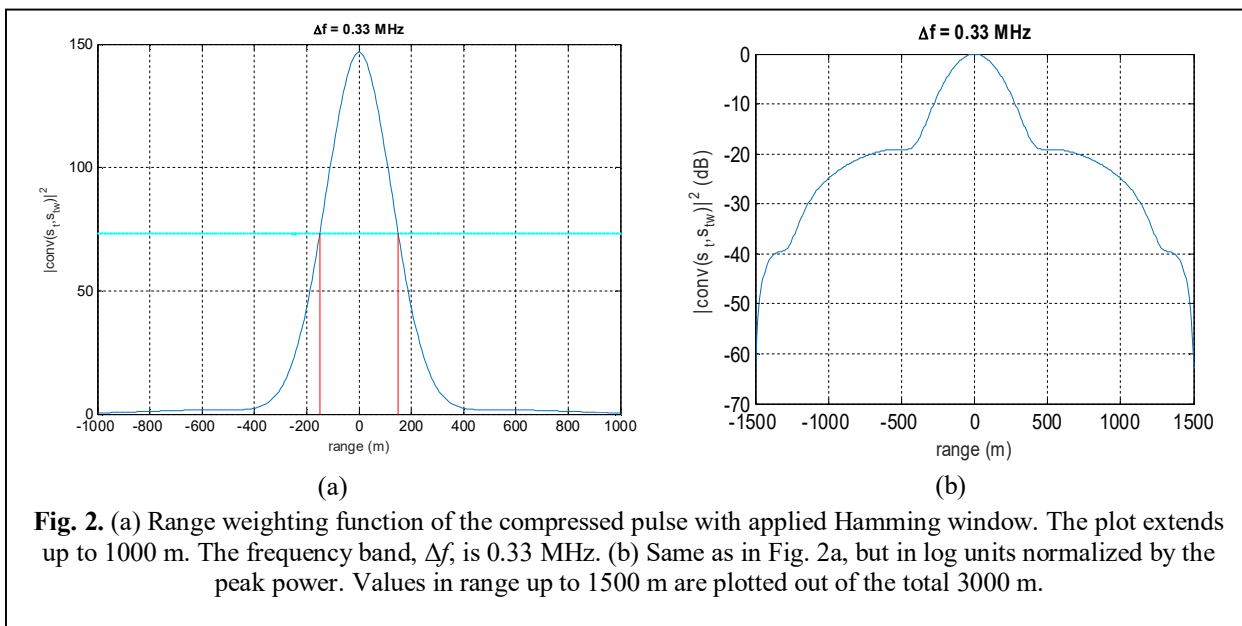 Δf = 0.33 MHz
|conv(s_t,s_tw)|^2
150
100
50
0
-1000 -800 -600 -400 -200 0 200 400 600 800 1000
range (m)
(a)
Δf = 0.33 MHz
|conv(s_t,s_tw)|^2 (dB)
0
-10
-20
-30
-40
-50
-60
-70
-1500 -1000 -500 0 500 1000 1500
range (m)
(b)
Fig. 2. (a) Range weighting function of the compressed pulse with applied Hamming window. The plot extends
up to 1000 m. The frequency band, Δf, is 0.33 MHz. (b) Same as in Fig. 2a, but in log units normalized by the
peak power. Values in range up to 1500 m are plotted out of the total 3000 m.